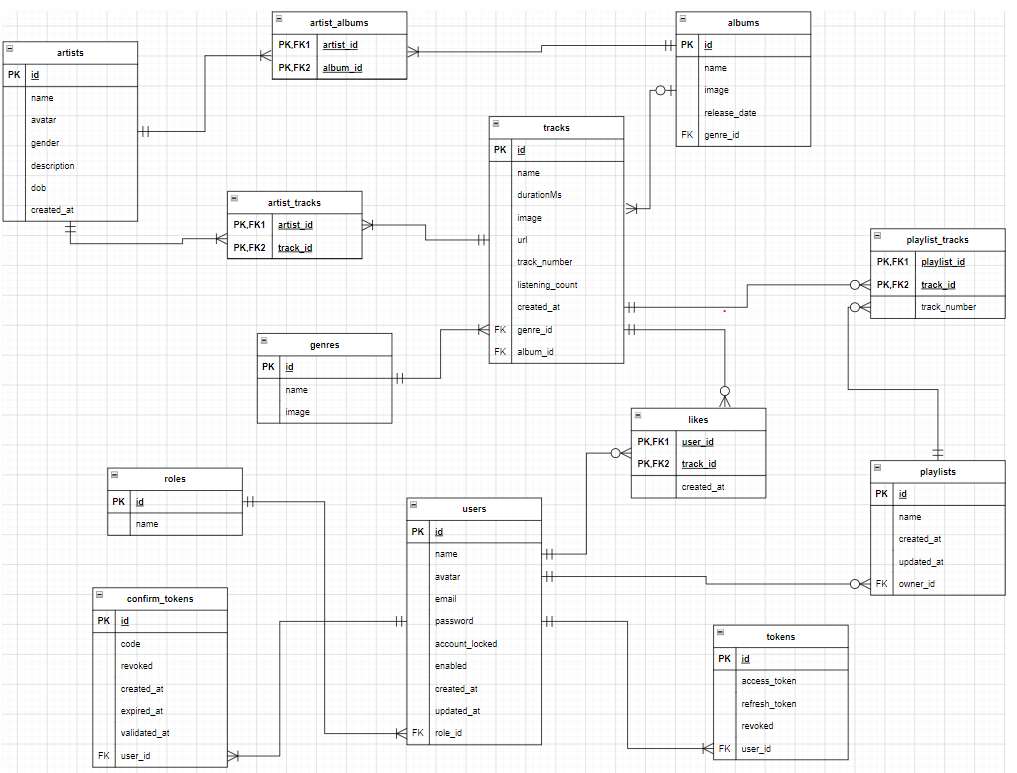 artist_albums
PK,FK1 artist_id
PK,FK2 album_id
albums
PK id
name
image
release_date
FK genre_id
artists
PK id
name
avatar
gender
description
dob
created_at
tracks
PK id
name
durationMs
image
url
track_number
listening_count
created_at
FK genre_id
FK album_id
artist_tracks
PK,FK1 artist_id
PK,FK2 track_id
playlist_tracks
PK,FK1 playlist_id
PK,FK2 track_id
track_number
genres
PK id
name
image
likes
PK,FK1 user_id
PK,FK2 track_id
created_at
playlists
PK id
name
created_at
updated_at
FK owner_id
roles
PK id
name
users
PK id
name
avatar
email
password
account_locked
enabled
created_at
updated_at
FK role_id
confirm_tokens
PK id
code
revoked
created_at
expired_at
validated_at
FK user_id
tokens
PK id
access_token
refresh_token
revoked
FK user_id